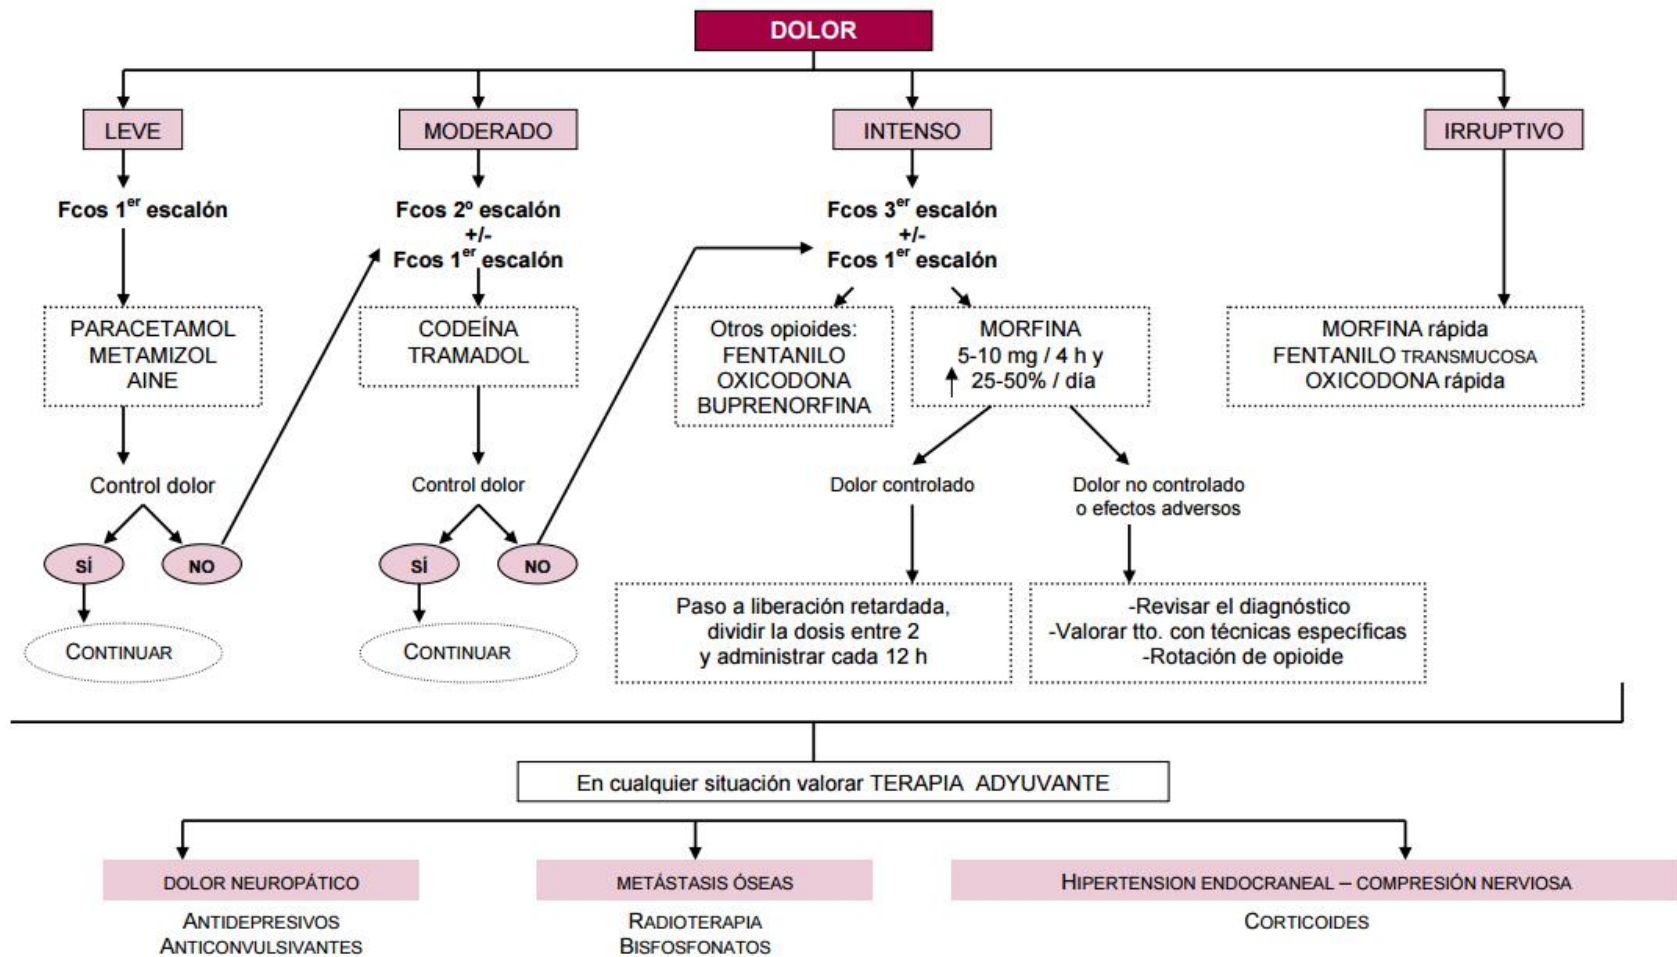 DOLOR
LEVE
MODERADO
INTENSO
IRRUPTIVO
Fcos 1er escalón
Fcos 2º escalón
+/-
Fcos 1er escalón
Fcos 3er escalón
+/-
Fcos 1er escalón
PARACETAMOL
METAMIZOL
AINE
CODEÍNA
TRAMADOL
Otros opioides:
FENTANILO
OXICODONA
BUPRENORFINA
MORFINA
5-10 mg / 4 h y
↑ 25-50% / día
MORFINA rápida
FENTANILO TRANSMUCOSA
OXICODONA rápida
Control dolor
Control dolor
Dolor controlado
Dolor no controlado
o efectos adversos
SÍ
NO
SÍ
NO
CONTINUAR
CONTINUAR
Paso a liberación retardada,
dividir la dosis entre 2
y administrar cada 12 h
-Revisar el diagnóstico
-Valorar tto. con técnicas específicas
-Rotación de opioide
En cualquier situación valorar TERAPIA ADYUVANTE
DOLOR NEUROPÁTICO
METÁSTASIS ÓSEAS
HIPERTENSION ENDOCRANEAL – COMPRESIÓN NERVIOSA
ANTIDEPRESIVOS
ANTICONVULSIVANTES
RADIOTERAPIA
BISFOSFONATOS
CORTICOIDES